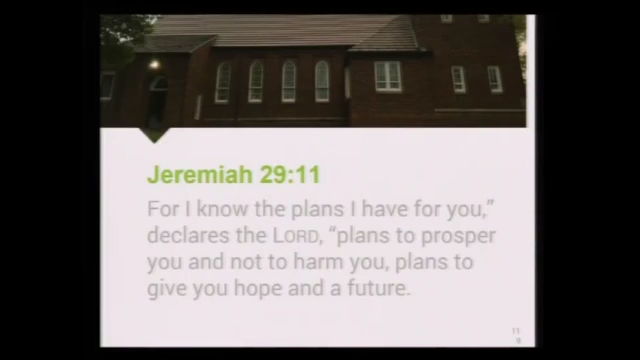 Jeremiah 29:11
For I know the plans I have for you,”
declares the LORD, “plans to prosper
you and not to harm you, plans to
give you hope and a future.